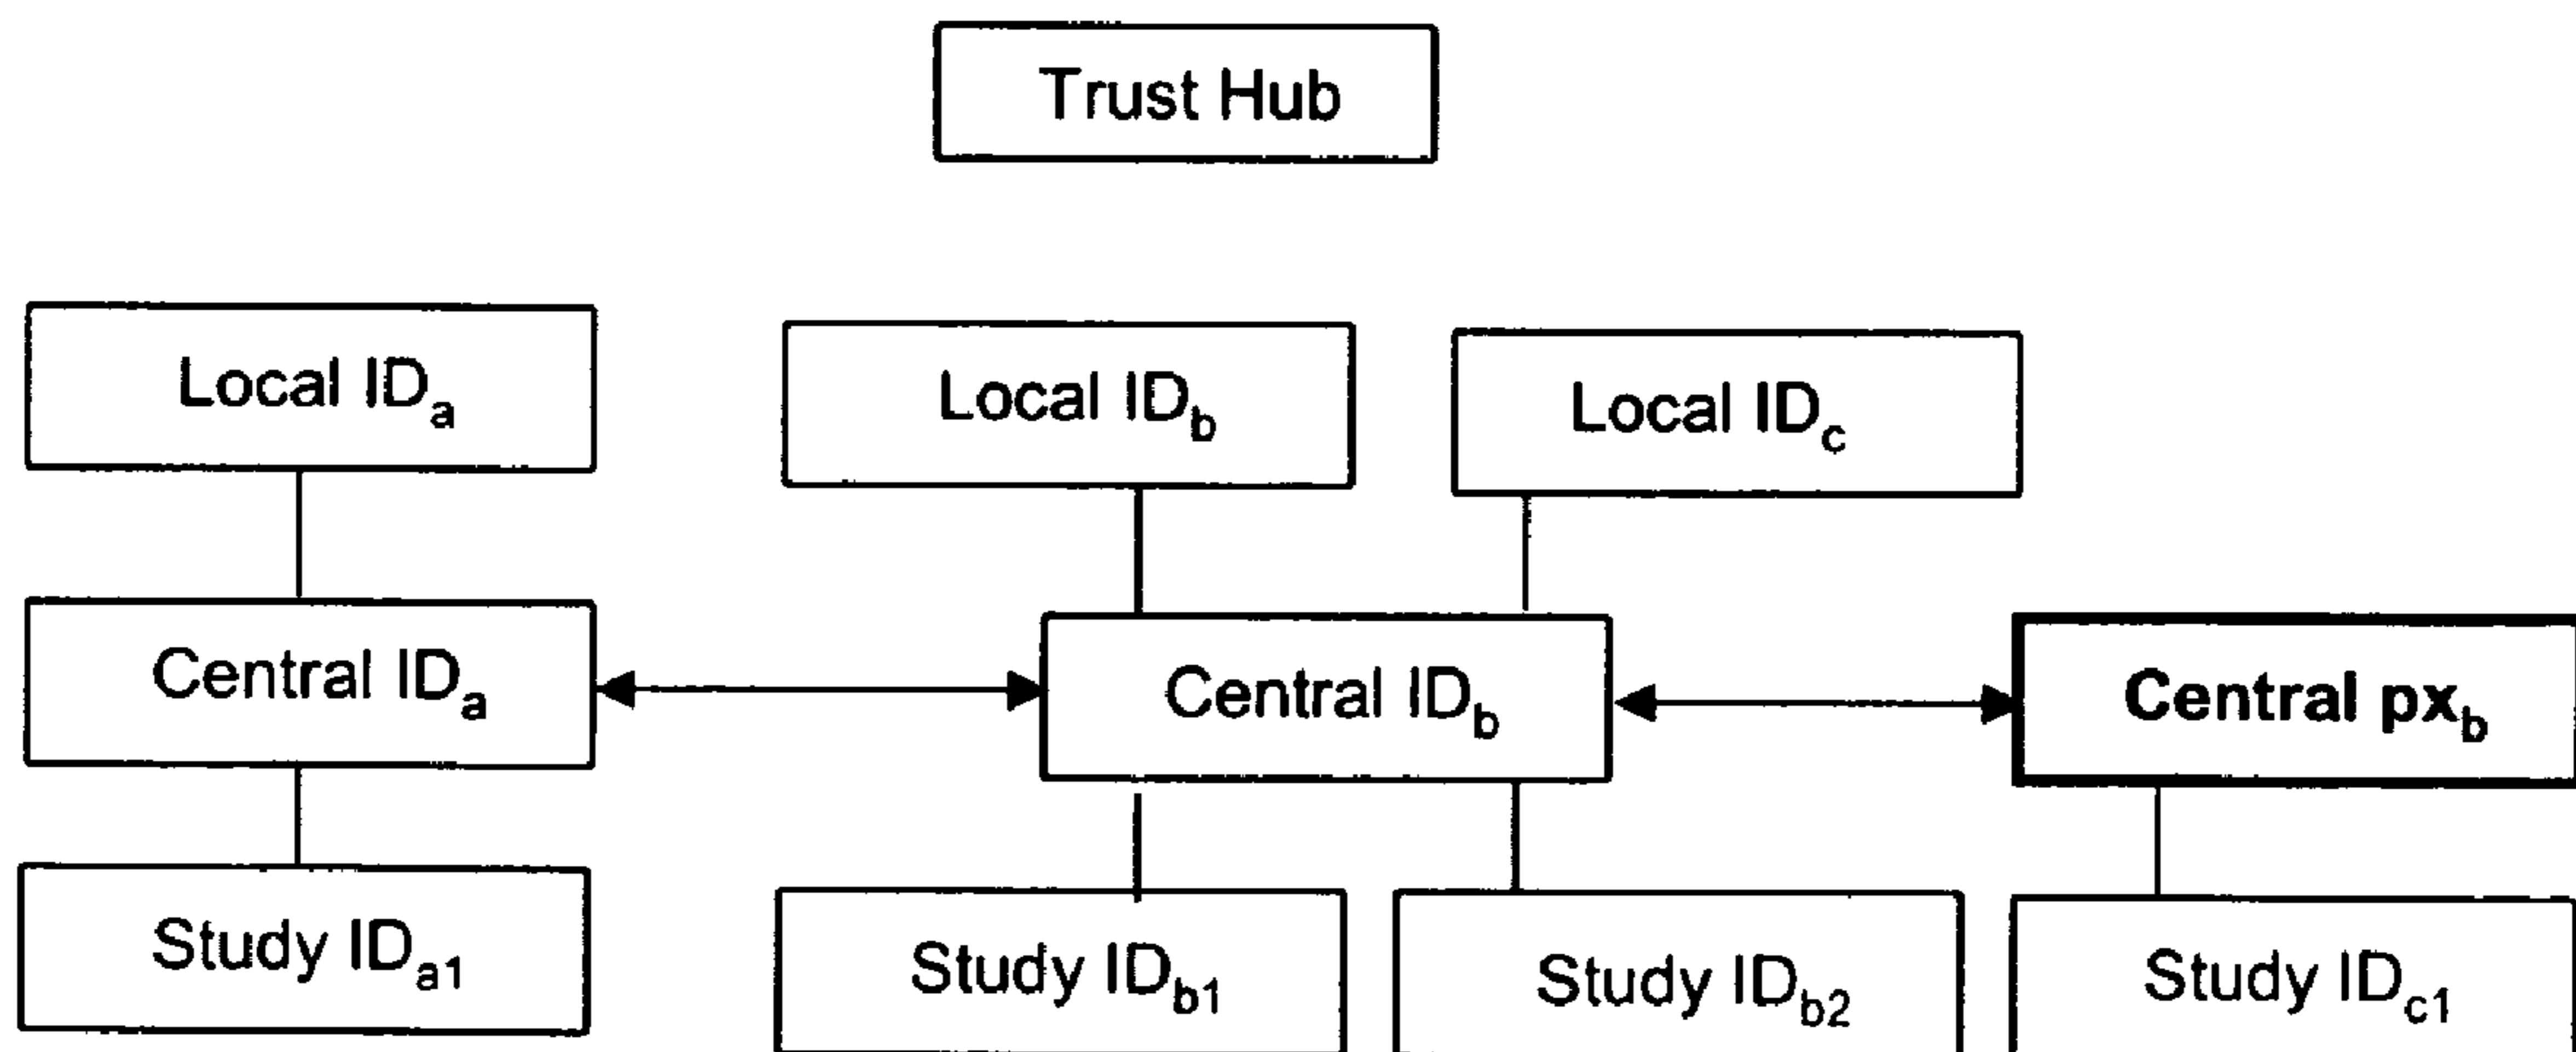 Trust Hub
Local IDa
Local IDb
Local IDc
Central IDa
Central IDb
Central pxb
Study IDa1
Study IDb1
Study IDb2
Study IDc1